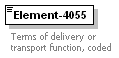 Element-4055
Terms of delivery or
transport function, coded